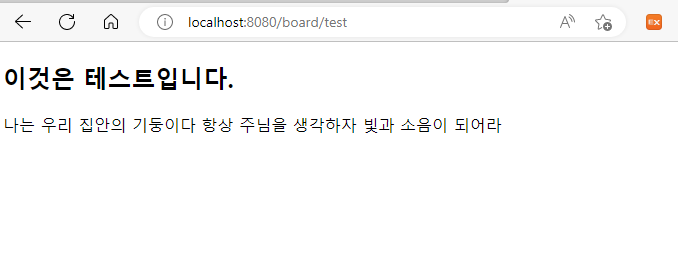 localhost:8080/board/test
EX
이것은 테스트입니다.
나는 우리 집안의 기둥이다 항상 주님을 생각하자 빛과 소음이 되어라